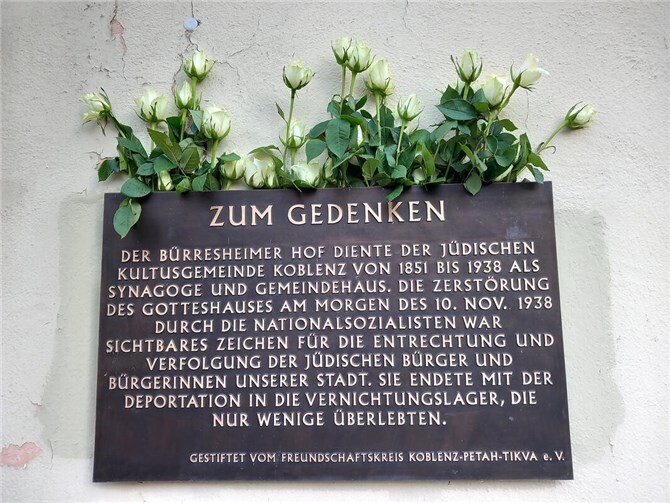 ZUM GEDENKEN
DER BÜRRESHEIMER HOF DIENTE DER JÜDISCHEN
KULTUSGEMEINDE KOBLENZ VON 1851 BIS 1938 ALS
SYNAGOGE UND GEMEINDEHAUS. DIE ZERSTÖRUNG
DES GOTTESHAUSES AM MORGEN DES 10. NOV. 1938
DURCH DIE NATIONALSOZIALISTEN WAR
SICHTBARES ZEICHEN FÜR DIE ENTRECHTUNG UND
VERFOLGUNG DER JÜDISCHEN BÜRGER UND
BÜRGERINNEN UNSERER STADT. SIE ENDETE MIT DER
DEPORTATION IN DIE VERNICHTUNGSLAGER, DIE
NUR WENIGE ÜBERLEBTEN.
GESTIFTET VOM FREUNDSCHAFTSKREIS KOBLENZ-PETAH-TIKVA e. V.